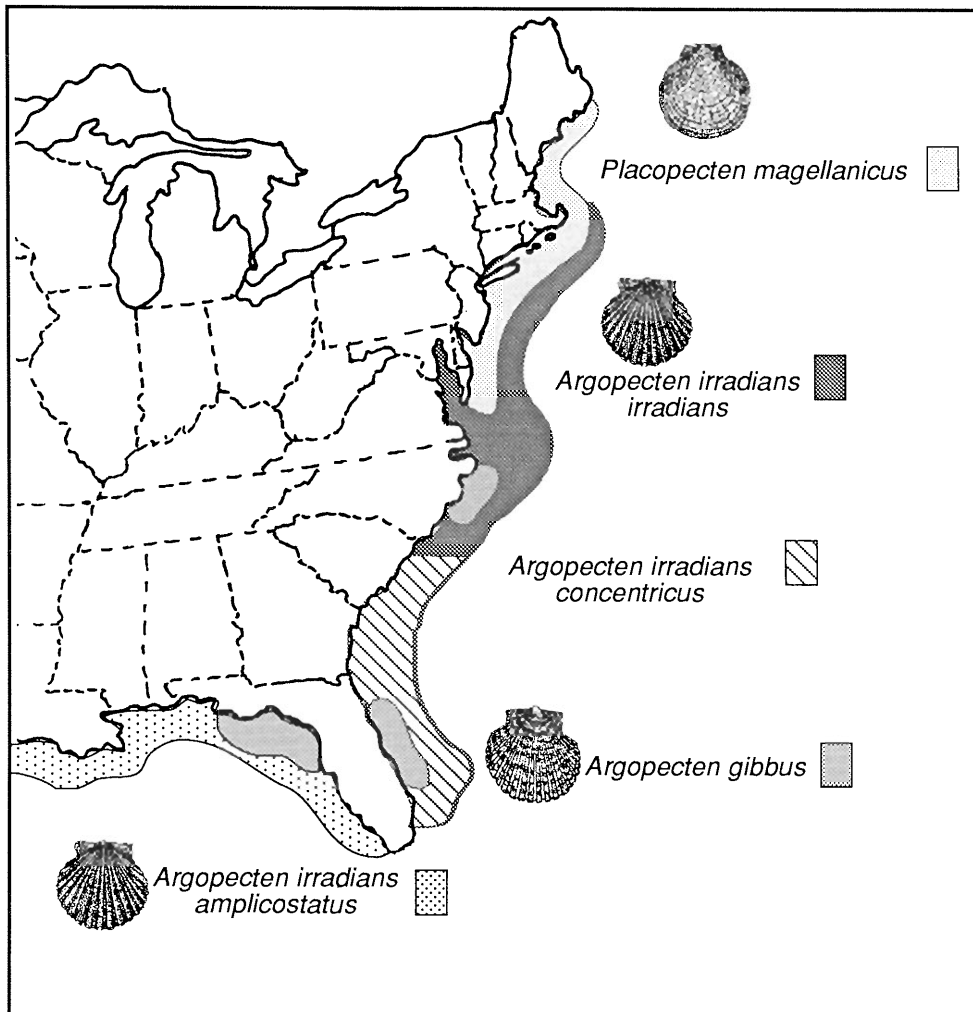 Placopecten magellanicus
Argopecten irradians
irradians
Argopecten irradians
concentricus
Argopecten gibbus
Argopecten irradians
amplicostatus